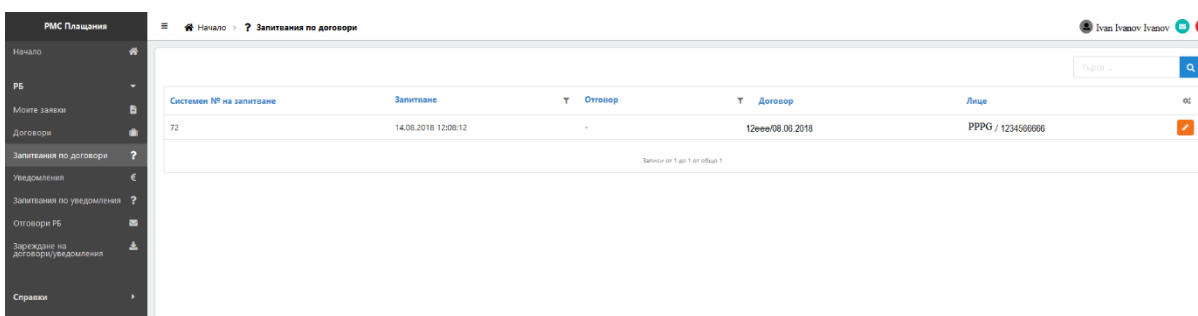 РМС Плащания
Начало > ? Запитвания по договори
Ivan Ivanov Ivanov
Начало
РБ
Моите заявки
Договори
Запитвания по договори ?
Уведомления €
Запитвания по уведомления ?
Отговори РБ
Зареждане на
договори/уведомления
Справки
Търси ...
Системен № на запитване Запитване Отговор Договор Лице
72 14.08.2018 12:08:12 - 12еее/08.06.2018 PPPG / 1234566666
Записи от 1 до 1 от общо 1